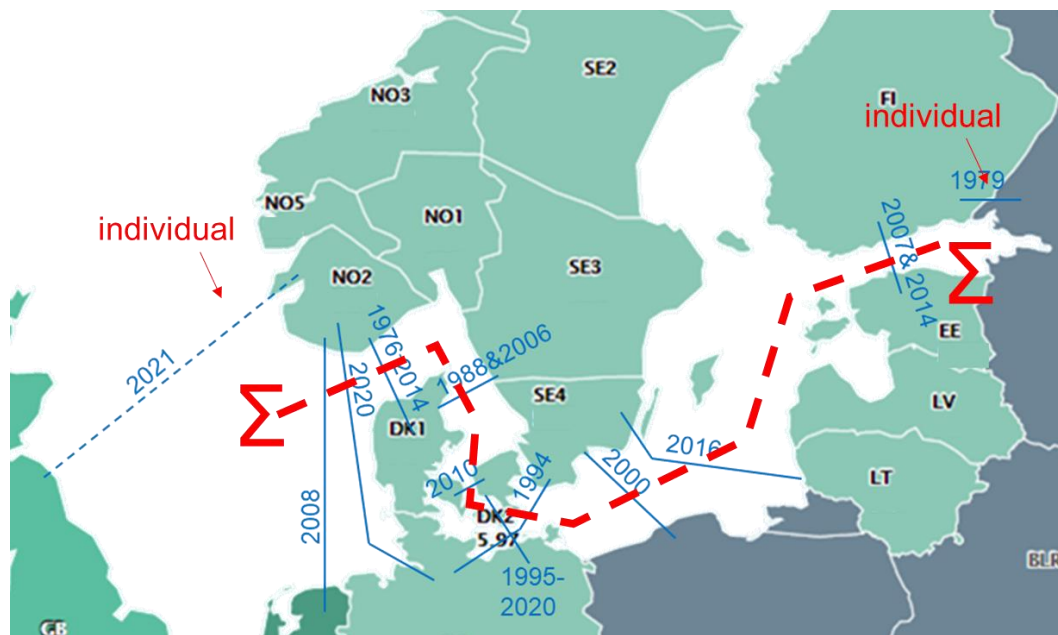 SE2
NO3
FI
individual
1979
NO5
NO1
individual
2007&2014
NO2
SE3
Σ
EE
2021
1976-2014
1988&2006
2020
Σ
SE4
LV
DK1
2016
2010
1994
2000
LT
2008
DK2
5.97
BLR
1995-
2020
GB